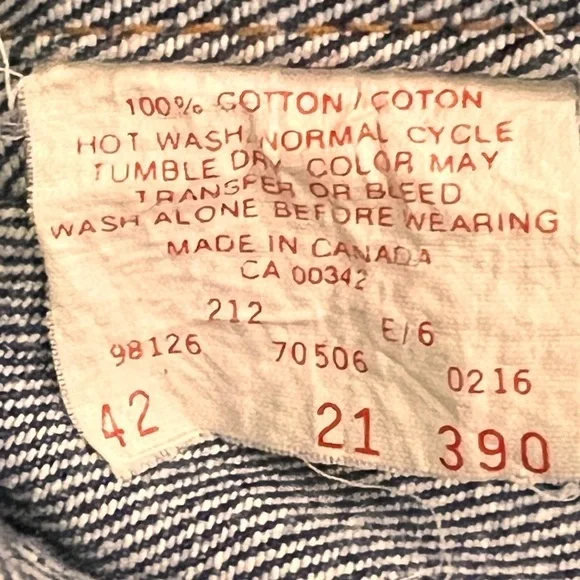 100% COTTON / COTON
HOT WASH NORMAL CYCLE
TUMBLE DRY COLOR MAY
TRANSFER OR BLEED
WASH ALONE BEFORE WEARING
MADE IN CANADA
CA 00342
212 E/6
98126 70506 0216
42 21 390